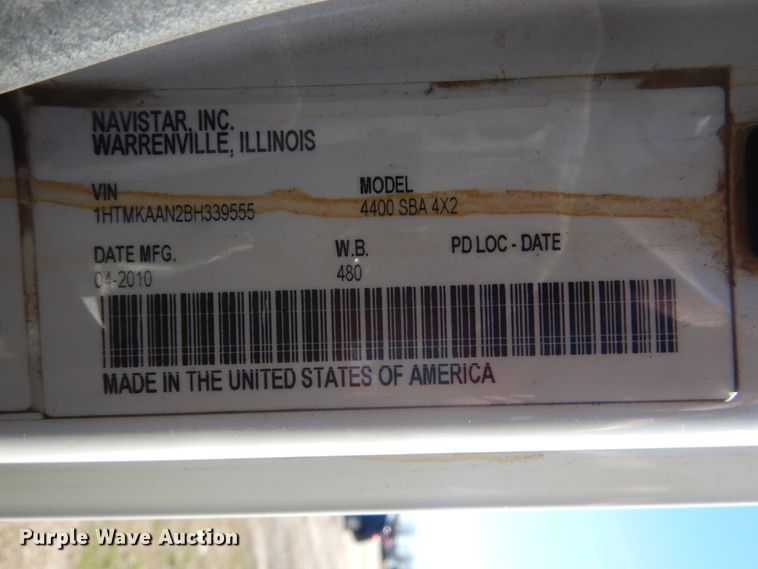 NAVISTAR, INC.
WARRENVILLE, ILLINOIS
VIN MODEL
1HTMKAAN2BH339555 4400 SBA 4X2
DATE MFG. W.B. PD LOC - DATE
04-2010 480
MADE IN THE UNITED STATES OF AMERICA
Purple Wave Auction